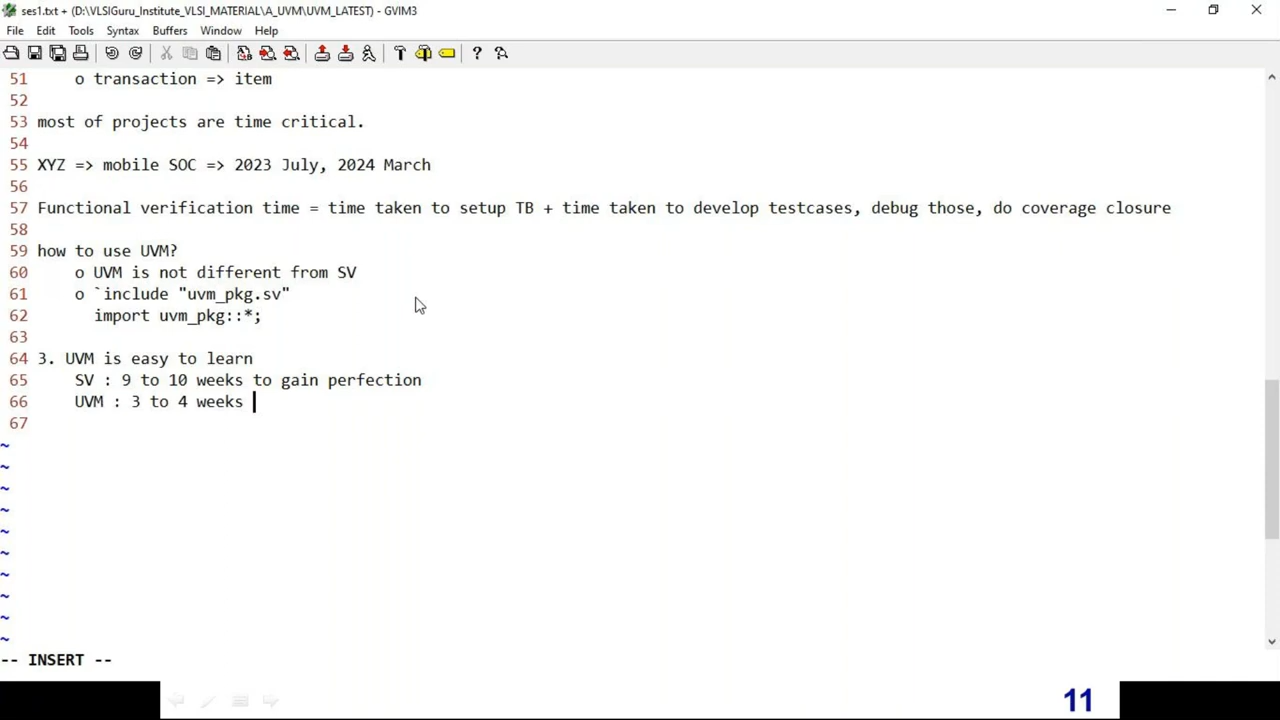 ses1.txt + (D:\VLSIGuru_Institute_VLSI_MATERIAL\A_UVM\UVM_LATEST) - GVIM3
File Edit Tools Syntax Buffers Window Help
51 o transaction => item
52
53 most of projects are time critical.
54
55 XYZ => mobile SOC => 2023 July, 2024 March
56
57 Functional verification time = time taken to setup TB + time taken to develop testcases, debug those, do coverage closure
58
59 how to use UVM?
60 o UVM is not different from SV
61 o `include "uvm_pkg.sv"
62 import uvm_pkg::*;
63
64 3. UVM is easy to learn
65 SV : 9 to 10 weeks to gain perfection
66 UVM : 3 to 4 weeks
67
~
~
~
~
~
~
~
~
~
~
-- INSERT --
11